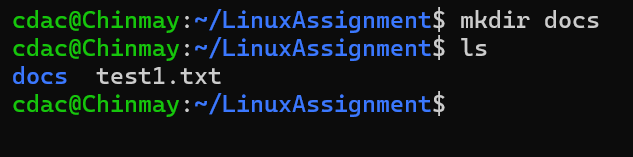 cdac@Chinmay:~/LinuxAssignment$ mkdir docs
cdac@Chinmay:~/LinuxAssignment$ ls
docs  test1.txt
cdac@Chinmay:~/LinuxAssignment$